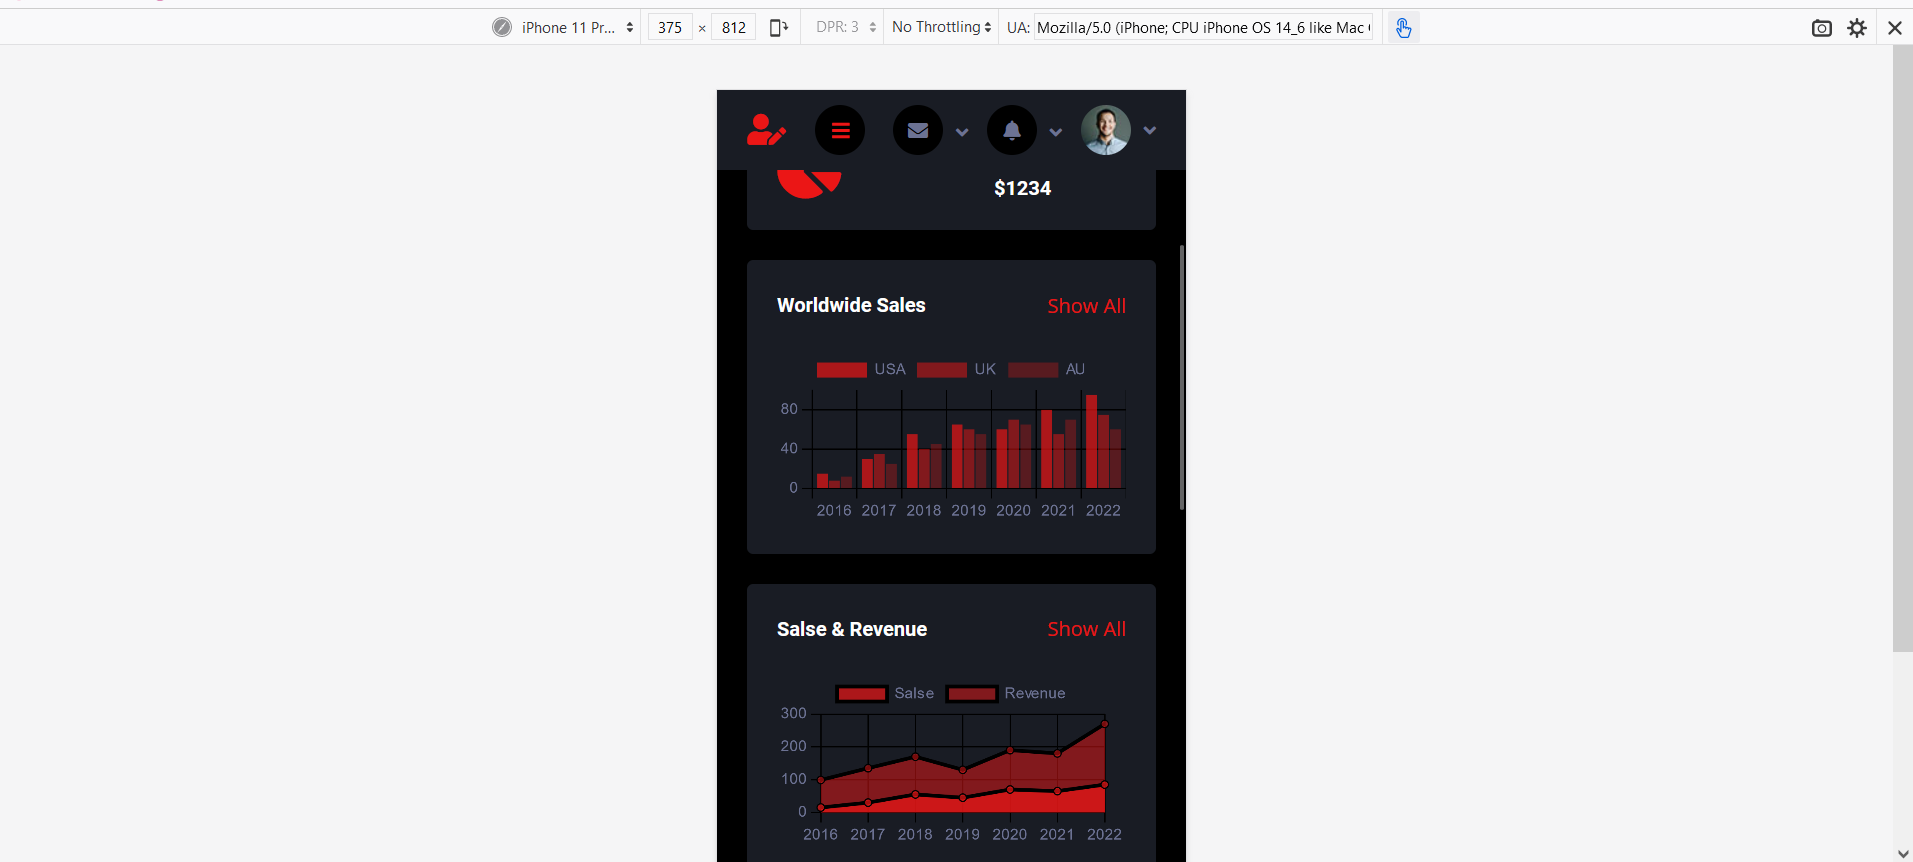 iPhone 11 Pr... 375 × 812 DPR: 3 No Throttling UA: Mozilla/5.0 (iPhone; CPU iPhone OS 14_6 like Mac
$1234
Worldwide Sales Show All
USA UK AU
80
40
0
2016 2017 2018 2019 2020 2021 2022
Salse & Revenue Show All
Salse Revenue
300
200
100
0
2016 2017 2018 2019 2020 2021 2022